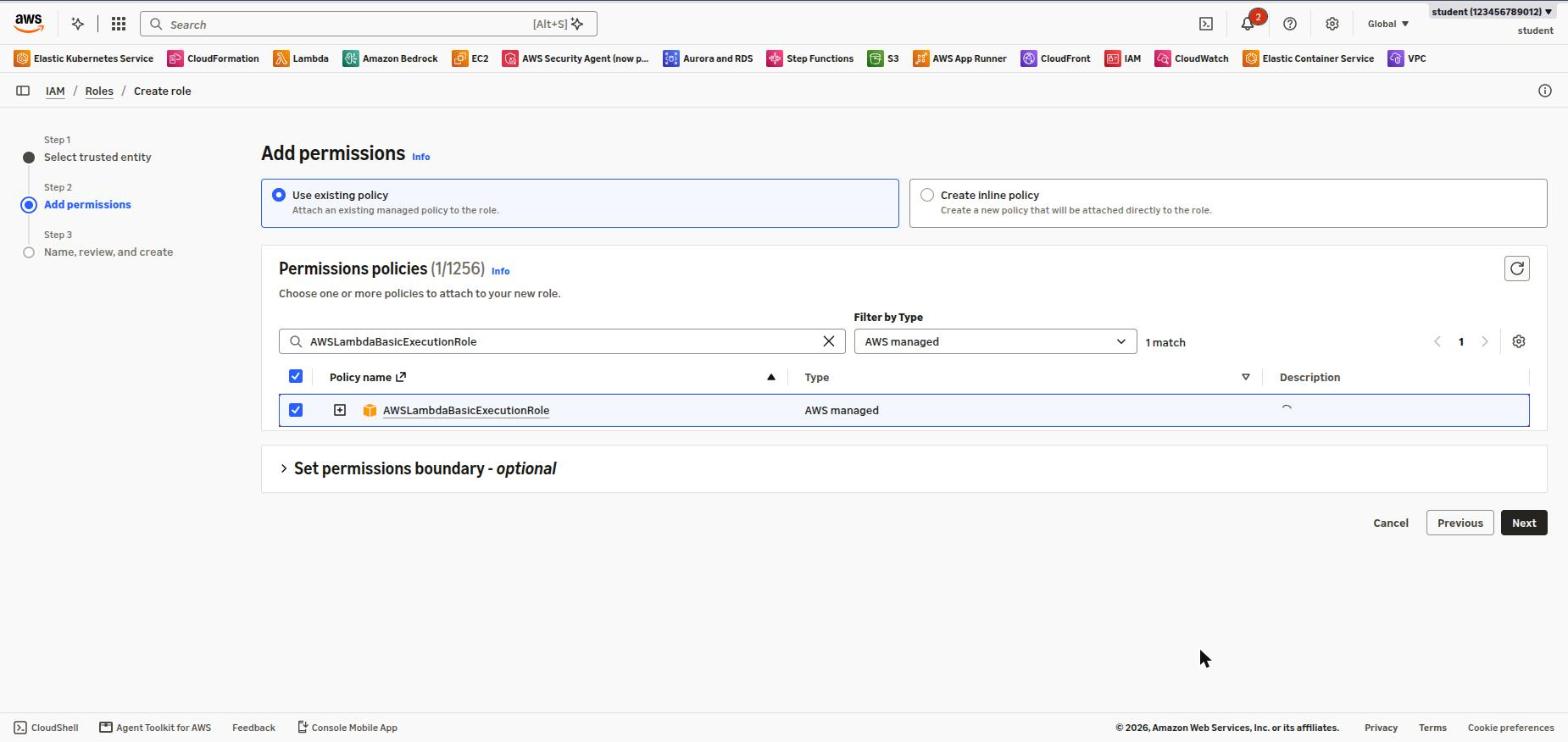 aws
Search [Alt+S]
2
Global
student (123456789012)
student
Elastic Kubernetes Service CloudFormation Lambda Amazon Bedrock EC2 AWS Security Agent (now p... Aurora and RDS Step Functions S3 AWS App Runner CloudFront IAM CloudWatch Elastic Container Service VPC
IAM / Roles / Create role
Step 1
Select trusted entity
Step 2
Add permissions
Step 3
Name, review, and create
Add permissions Info
Use existing policy
Attach an existing managed policy to the role.
Create inline policy
Create a new policy that will be attached directly to the role.
Permissions policies (1/1256) Info
Choose one or more policies to attach to your new role.
Filter by Type
AWSLambdaBasicExecutionRole AWS managed 1 match 1
Policy name Type Description
AWSLambdaBasicExecutionRole AWS managed
Set permissions boundary - optional
Cancel Previous Next
CloudShell Agent Toolkit for AWS Feedback Console Mobile App © 2026, Amazon Web Services, Inc. or its affiliates. Privacy Terms Cookie preferences